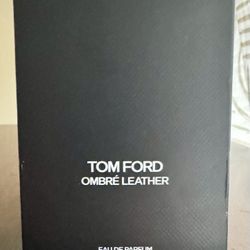 TOM FORD
OMBRÉ LEATHER
EAU DE PARFUM